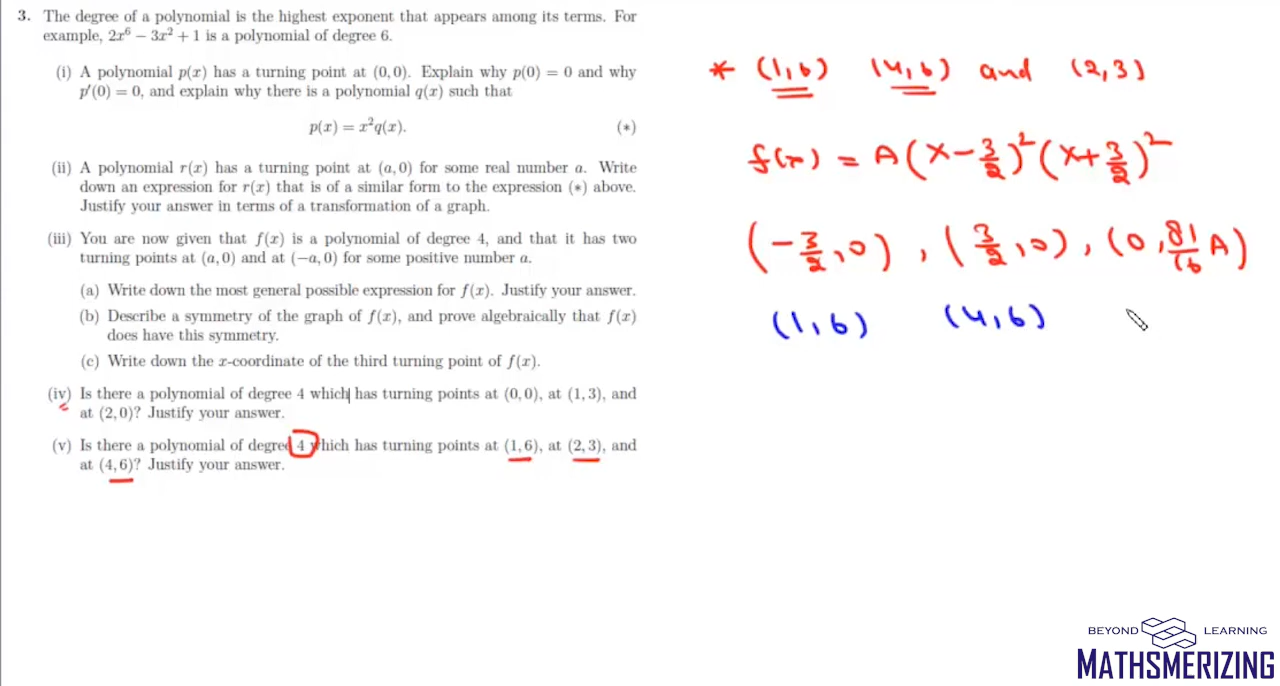 3. The degree of a polynomial is the highest exponent that appears among its terms. For
example, 2x⁶ − 3x² + 1 is a polynomial of degree 6.
(i) A polynomial p(x) has a turning point at (0, 0). Explain why p(0) = 0 and why
p′(0) = 0, and explain why there is a polynomial q(x) such that
p(x) = x²q(x). (∗)
(ii) A polynomial r(x) has a turning point at (a, 0) for some real number a. Write
down an expression for r(x) that is of a similar form to the expression (∗) above.
Justify your answer in terms of a transformation of a graph.
(iii) You are now given that f(x) is a polynomial of degree 4, and that it has two
turning points at (a, 0) and at (−a, 0) for some positive number a.
(a) Write down the most general possible expression for f(x). Justify your answer.
(b) Describe a symmetry of the graph of f(x), and prove algebraically that f(x)
does have this symmetry.
(c) Write down the x-coordinate of the third turning point of f(x).
(iv) Is there a polynomial of degree 4 which has turning points at (0, 0), at (1, 3), and
at (2, 0)? Justify your answer.
(v) Is there a polynomial of degree 4 which has turning points at (1, 6), at (2, 3), and
at (4, 6)? Justify your answer.
* (1,6) (4,6) and (2,3)
f(x) = A(x − 3/2)²(x + 3/2)²
(−3/2, 0), (3/2, 0), (0, 81/16 A)
(1,6) (4,6)
BEYOND LEARNING
MATHSMERIZING